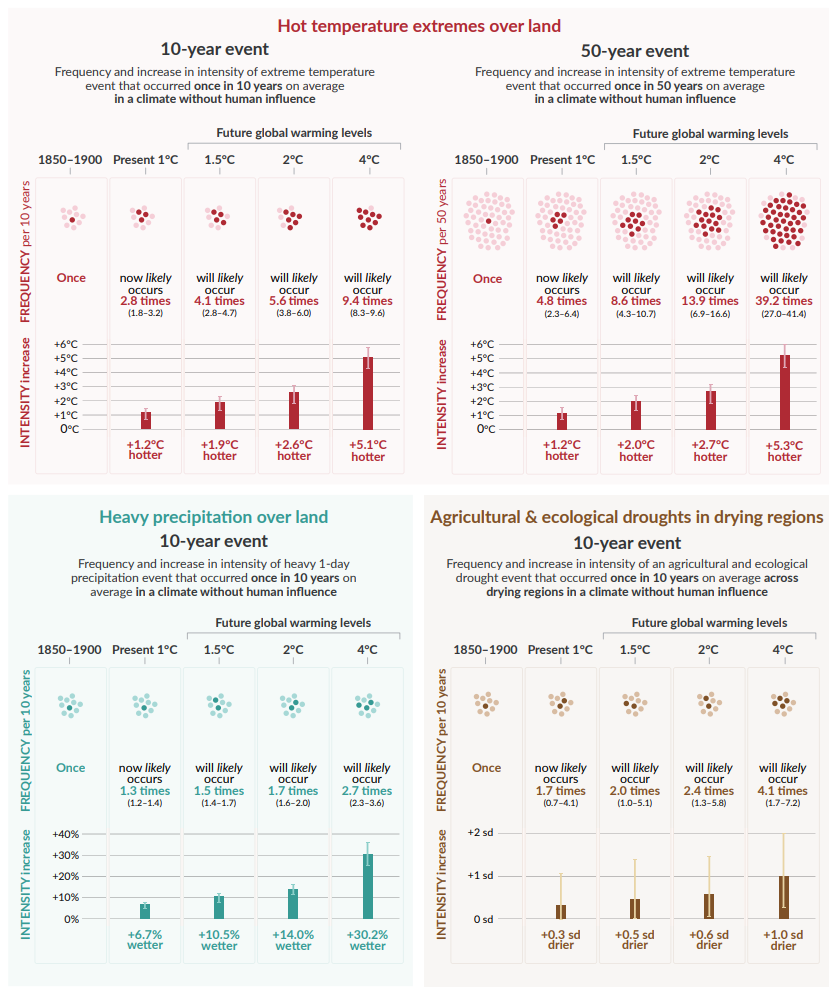 Hot temperature extremes over land
10-year event
Frequency and increase in intensity of extreme temperature
event that occurred once in 10 years on average
in a climate without human influence
Future global warming levels
1850–1900 Present 1°C 1.5°C 2°C 4°C
FREQUENCY per 10 years
Once
now likely occurs 2.8 times (1.8–3.2)
will likely occur 4.1 times (2.8–4.7)
will likely occur 5.6 times (3.8–6.0)
will likely occur 9.4 times (8.3–9.6)
INTENSITY increase
+6°C
+5°C
+4°C
+3°C
+2°C
+1°C
0°C
+1.2°C hotter
+1.9°C hotter
+2.6°C hotter
+5.1°C hotter
50-year event
Frequency and increase in intensity of extreme temperature
event that occurred once in 50 years on average
in a climate without human influence
Future global warming levels
1850–1900 Present 1°C 1.5°C 2°C 4°C
FREQUENCY per 50 years
Once
now likely occurs 4.8 times (2.3–6.4)
will likely occur 8.6 times (4.3–10.7)
will likely occur 13.9 times (6.9–16.6)
will likely occur 39.2 times (27.0–41.4)
INTENSITY increase
+6°C
+5°C
+4°C
+3°C
+2°C
+1°C
0°C
+1.2°C hotter
+2.0°C hotter
+2.7°C hotter
+5.3°C hotter
Heavy precipitation over land
10-year event
Frequency and increase in intensity of heavy 1-day
precipitation event that occurred once in 10 years on
average in a climate without human influence
Future global warming levels
1850–1900 Present 1°C 1.5°C 2°C 4°C
FREQUENCY per 10 years
Once
now likely occurs 1.3 times (1.2–1.4)
will likely occur 1.5 times (1.4–1.7)
will likely occur 1.7 times (1.6–2.0)
will likely occur 2.7 times (2.3–3.6)
INTENSITY increase
+40%
+30%
+20%
+10%
0%
+6.7% wetter
+10.5% wetter
+14.0% wetter
+30.2% wetter
Agricultural & ecological droughts in drying regions
10-year event
Frequency and increase in intensity of an agricultural and ecological
drought event that occurred once in 10 years on average across
drying regions in a climate without human influence
Future global warming levels
1850–1900 Present 1°C 1.5°C 2°C 4°C
FREQUENCY per 10 years
Once
now likely occurs 1.7 times (0.7–4.1)
will likely occur 2.0 times (1.0–5.1)
will likely occur 2.4 times (1.3–5.8)
will likely occur 4.1 times (1.7–7.2)
INTENSITY increase
+2 sd
+1 sd
0 sd
+0.3 sd drier
+0.5 sd drier
+0.6 sd drier
+1.0 sd drier